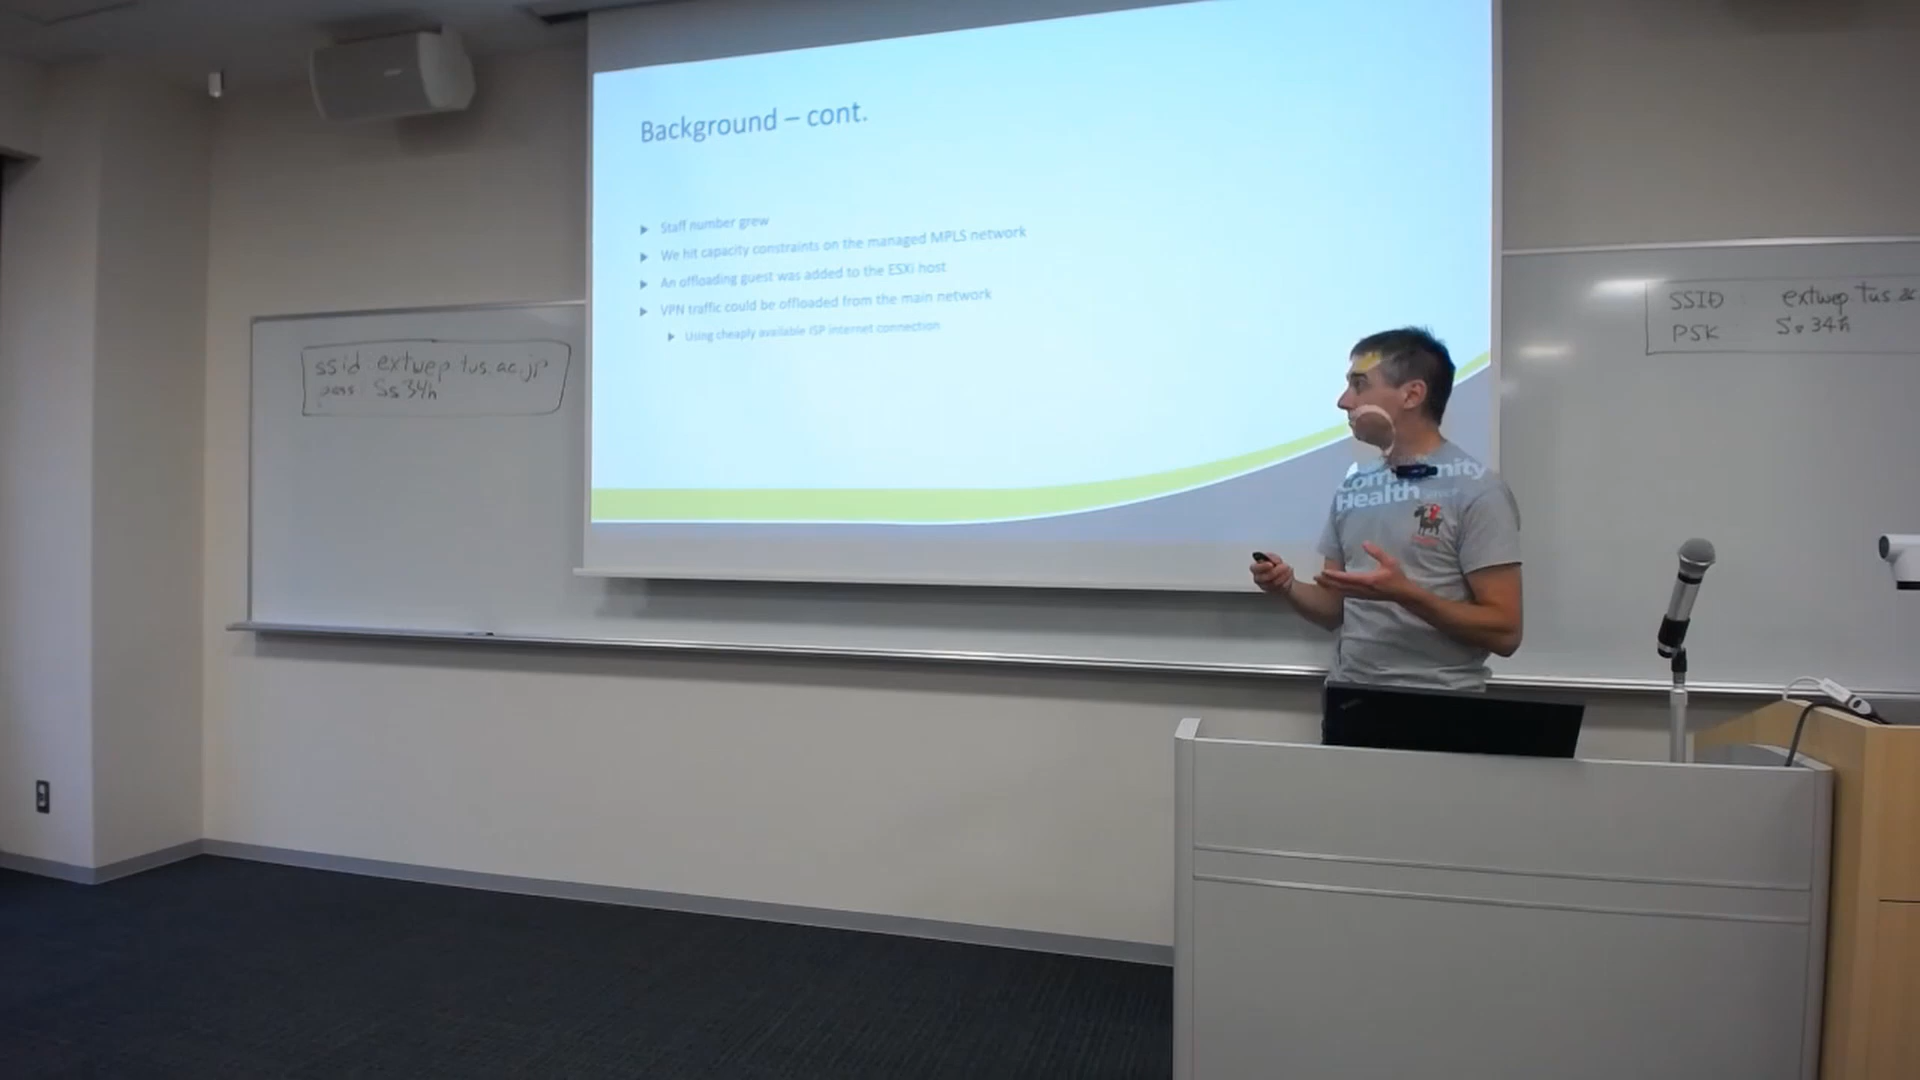 Background – cont.
Staff number grew
We hit capacity constraints on the managed MPLS network
An offloading guest was added to the ESXi host
VPN traffic could be offloaded from the main network
Using cheaply available ISP internet connection
ssid extwep.tus.ac.jp
pass Ss34h
SSID extwep.tus.ac
PSK Ss34h
Community
Health